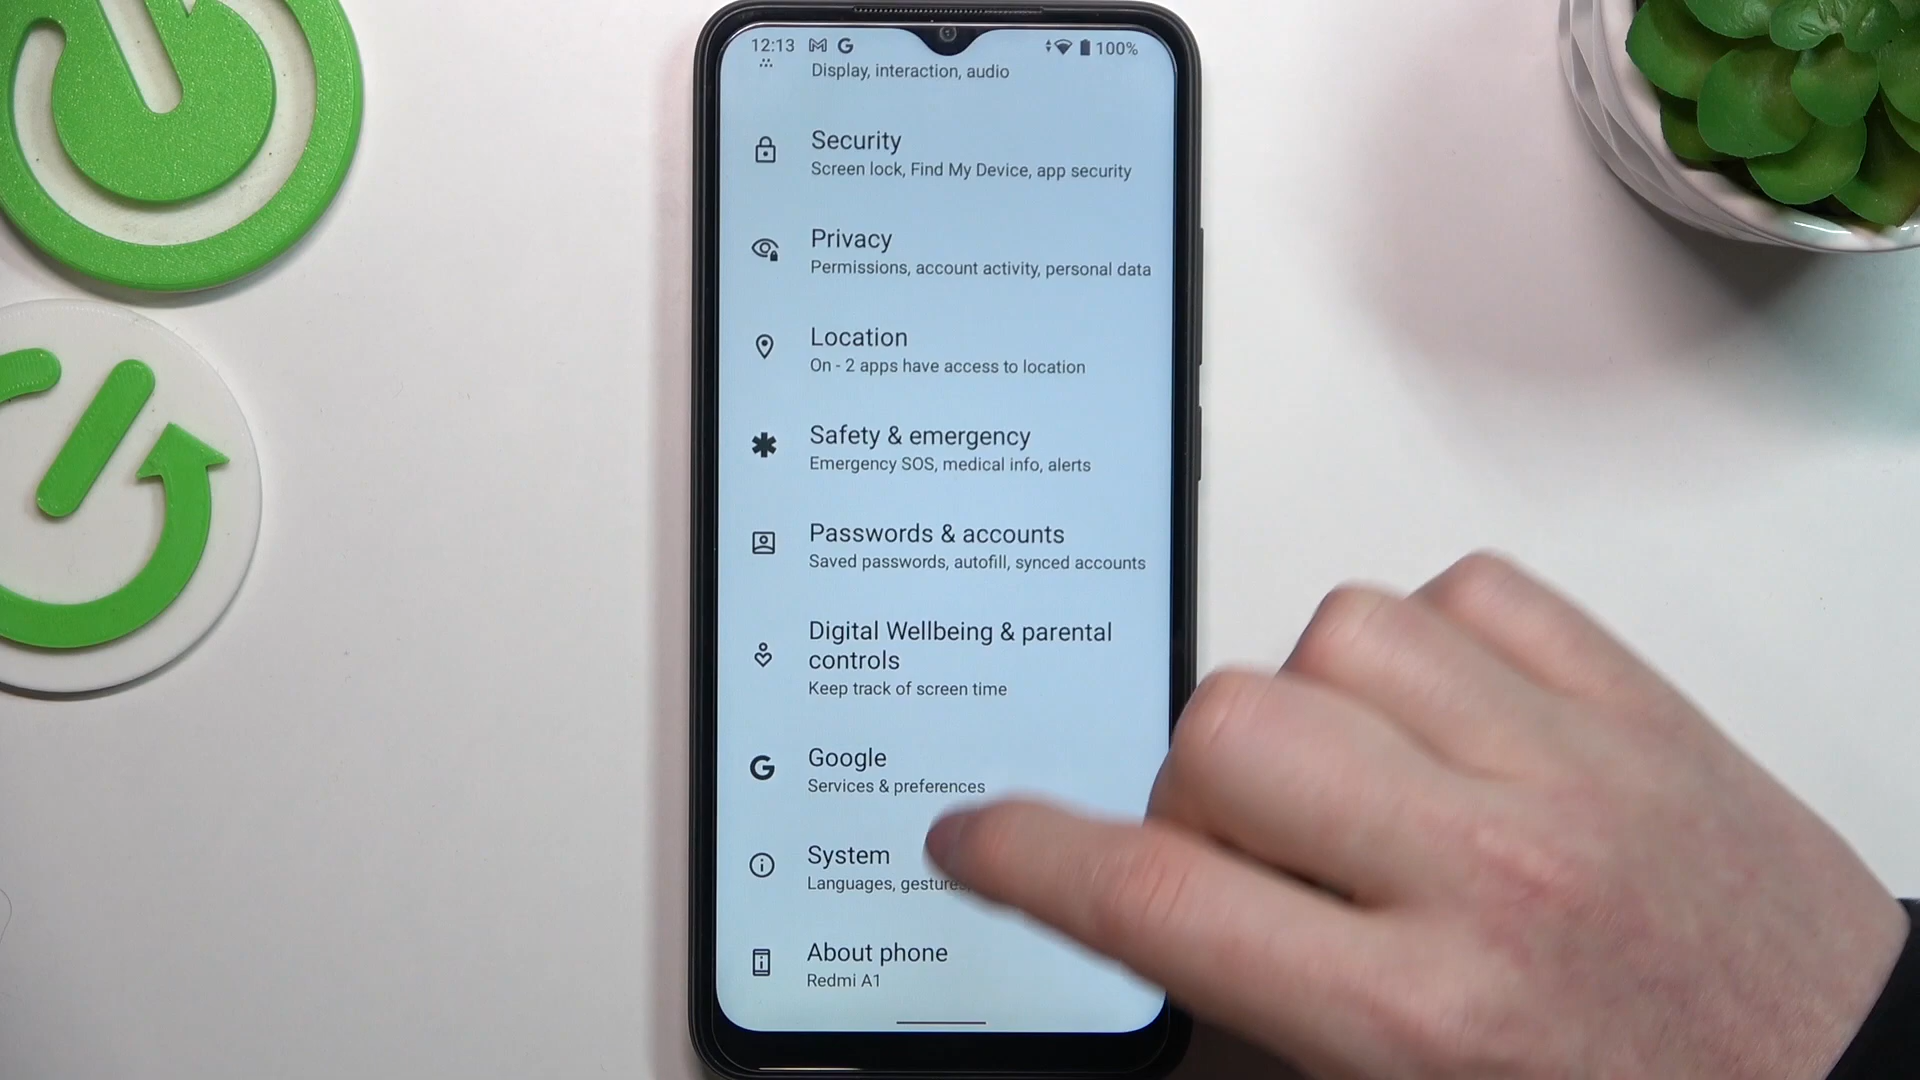 12:13 100%
Display, interaction, audio
Security
Screen lock, Find My Device, app security
Privacy
Permissions, account activity, personal data
Location
On - 2 apps have access to location
Safety & emergency
Emergency SOS, medical info, alerts
Passwords & accounts
Saved passwords, autofill, synced accounts
Digital Wellbeing & parental
controls
Keep track of screen time
Google
Services & preferences
System
Languages, gestures,
About phone
Redmi A1